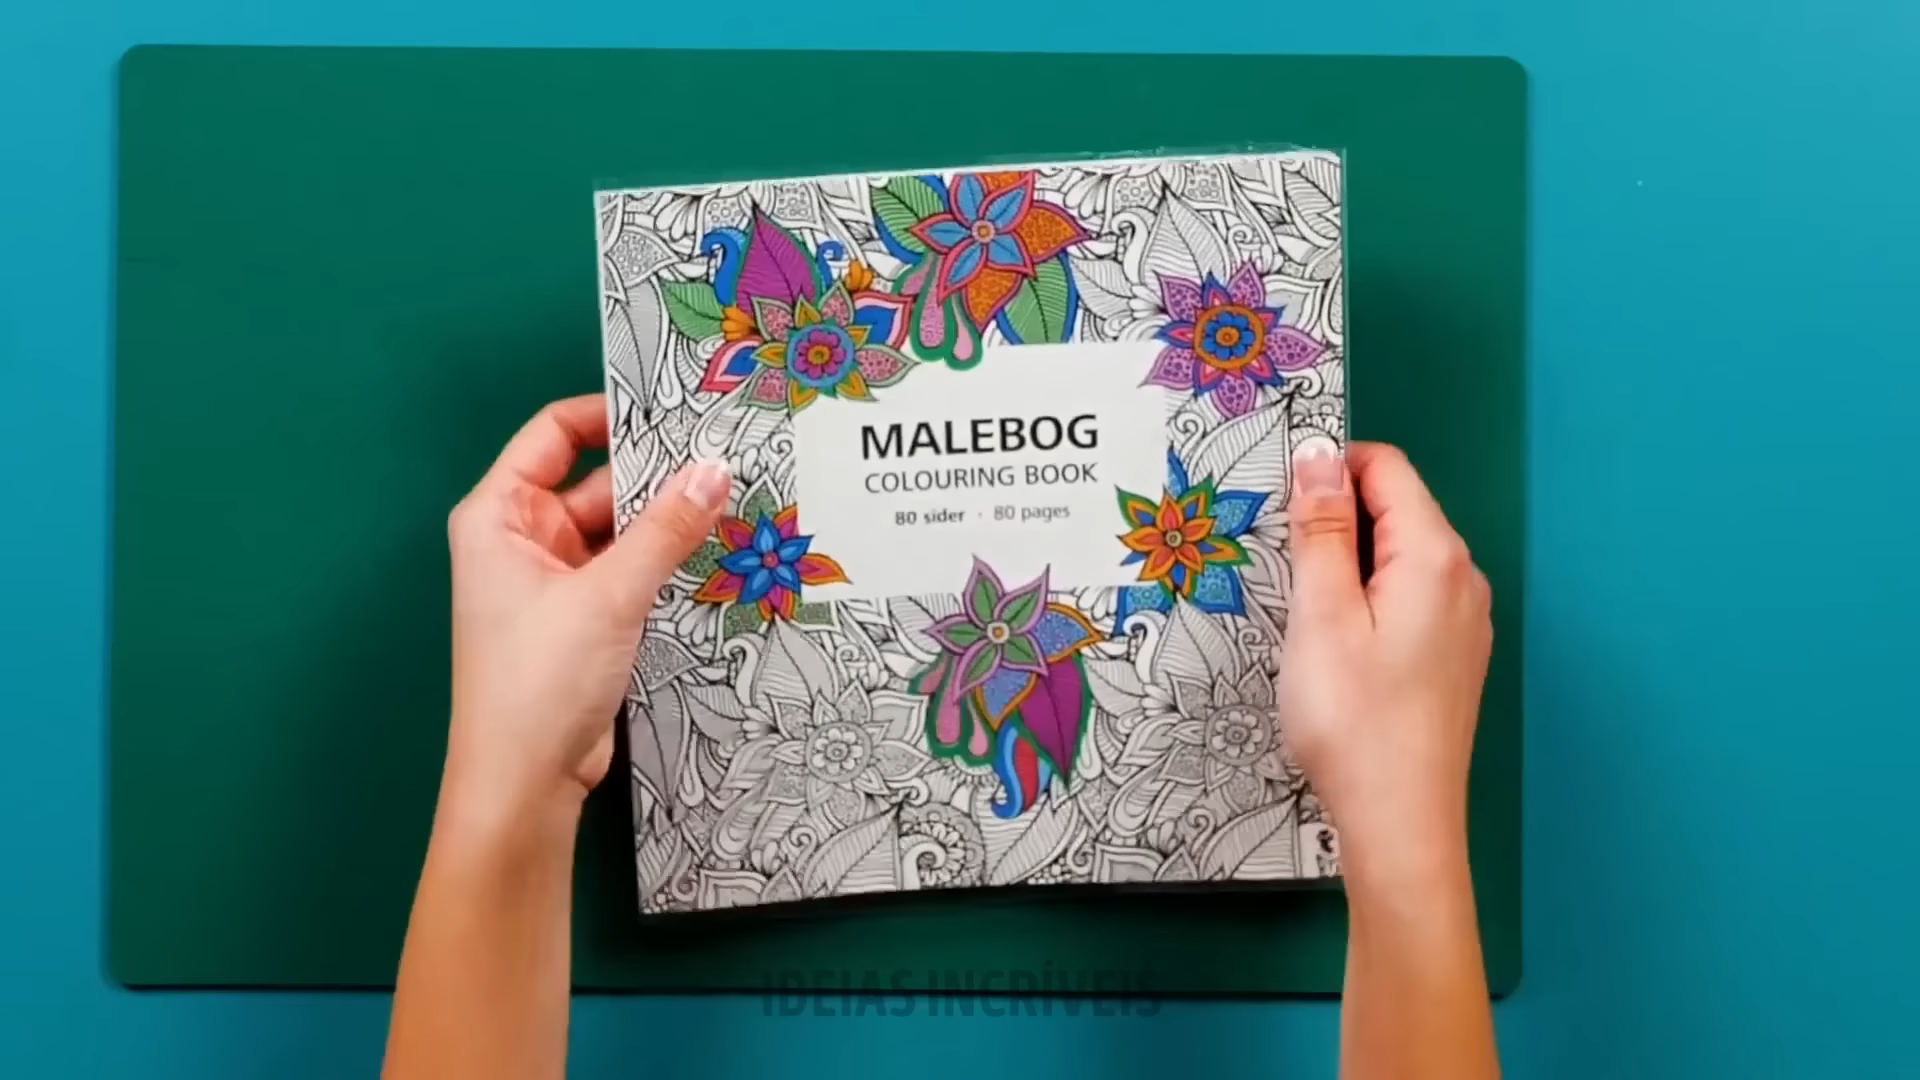 MALEBOG
COLOURING BOOK
80 sider · 80 pages
IDEIAS INCRÍVEIS